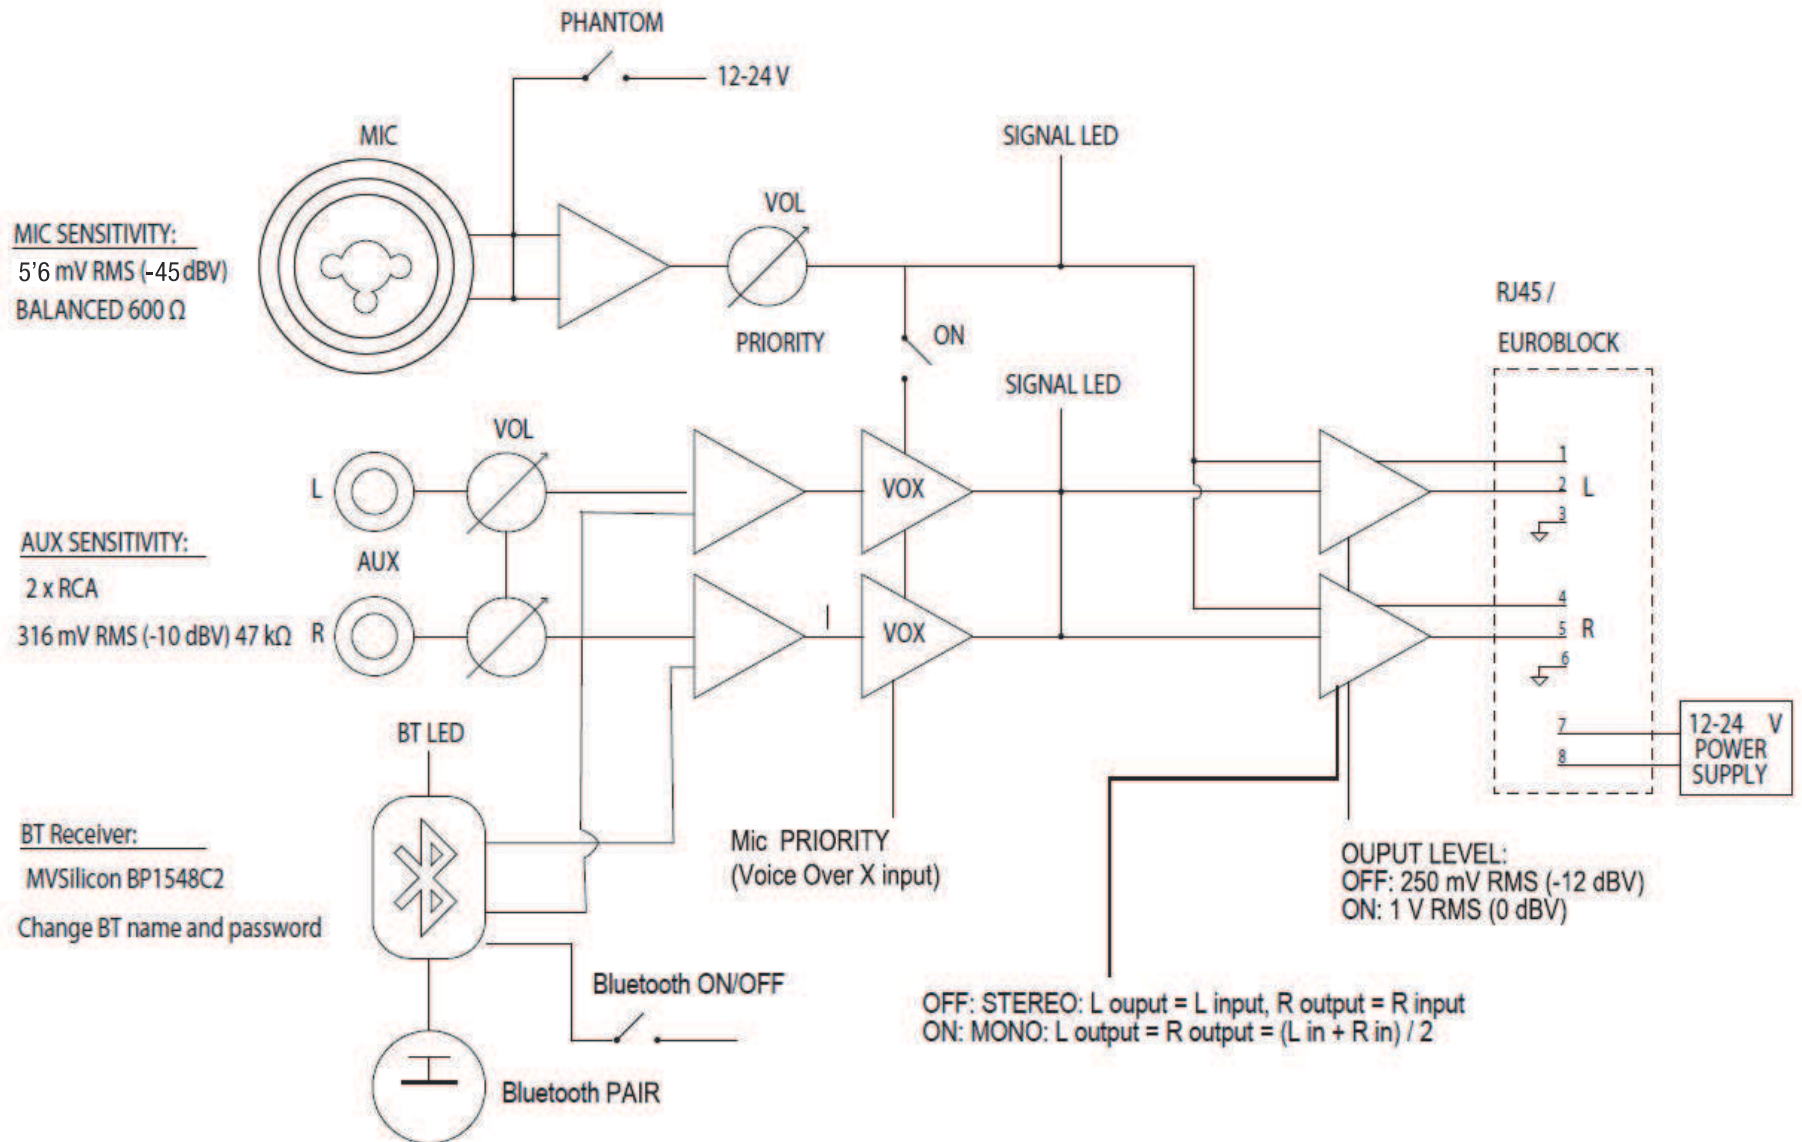 PHANTOM
12-24 V
MIC
SIGNAL LED
VOL
MIC SENSITIVITY:
5'6 mV RMS (-45 dBV)
BALANCED 600 Ω
PRIORITY
ON
RJ45 /
EUROBLOCK
SIGNAL LED
VOL
L
VOX
1
2 L
3
AUX SENSITIVITY:
AUX
2 x RCA
316 mV RMS (-10 dBV) 47 kΩ
R
VOX
4
5 R
6
7
8
12-24 V
POWER
SUPPLY
BT LED
BT Receiver:
MVSilicon BP1548C2
Change BT name and password
Mic PRIORITY
(Voice Over X input)
OUPUT LEVEL:
OFF: 250 mV RMS (-12 dBV)
ON: 1 V RMS (0 dBV)
Bluetooth ON/OFF
OFF: STEREO: L ouput = L input, R output = R input
ON: MONO: L output = R output = (L in + R in) / 2
Bluetooth PAIR